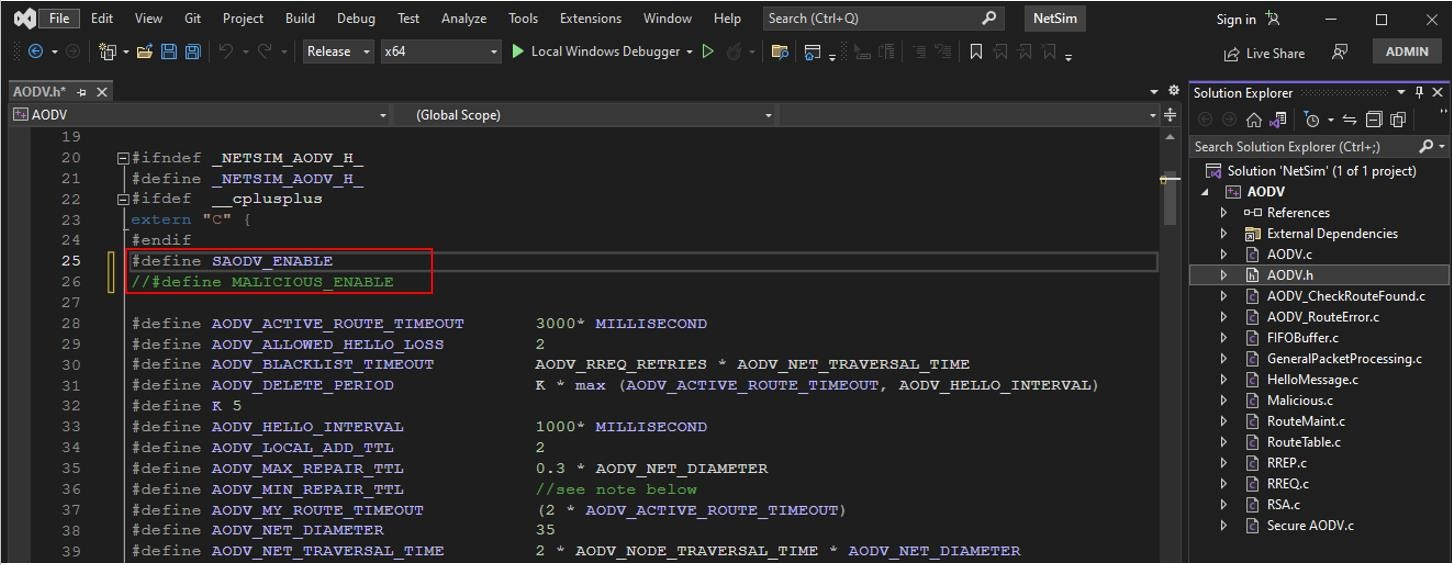 File Edit View Git Project Build Debug Test Analyze Tools Extensions Window Help Search (Ctrl+Q) NetSim Sign in
Release x64 Local Windows Debugger Live Share ADMIN
AODV.h*
AODV (Global Scope)
19
20 #ifndef _NETSIM_AODV_H_
21 #define _NETSIM_AODV_H_
22 #ifdef __cplusplus
23 extern "C" {
24 #endif
25 #define SAODV_ENABLE
26 //#define MALICIOUS_ENABLE
27
28 #define AODV_ACTIVE_ROUTE_TIMEOUT 3000* MILLISECOND
29 #define AODV_ALLOWED_HELLO_LOSS 2
30 #define AODV_BLACKLIST_TIMEOUT AODV_RREQ_RETRIES * AODV_NET_TRAVERSAL_TIME
31 #define AODV_DELETE_PERIOD K * max (AODV_ACTIVE_ROUTE_TIMEOUT, AODV_HELLO_INTERVAL)
32 #define K 5
33 #define AODV_HELLO_INTERVAL 1000* MILLISECOND
34 #define AODV_LOCAL_ADD_TTL 2
35 #define AODV_MAX_REPAIR_TTL 0.3 * AODV_NET_DIAMETER
36 #define AODV_MIN_REPAIR_TTL //see note below
37 #define AODV_MY_ROUTE_TIMEOUT (2 * AODV_ACTIVE_ROUTE_TIMEOUT)
38 #define AODV_NET_DIAMETER 35
39 #define AODV_NET_TRAVERSAL_TIME 2 * AODV_NODE_TRAVERSAL_TIME * AODV_NET_DIAMETER
Solution Explorer
Search Solution Explorer (Ctrl+;)
Solution 'NetSim' (1 of 1 project)
AODV
References
External Dependencies
AODV.c
AODV.h
AODV_CheckRouteFound.c
AODV_RouteError.c
FIFOBuffer.c
GeneralPacketProcessing.c
HelloMessage.c
Malicious.c
RouteMaint.c
RouteTable.c
RREP.c
RREQ.c
RSA.c
Secure AODV.c